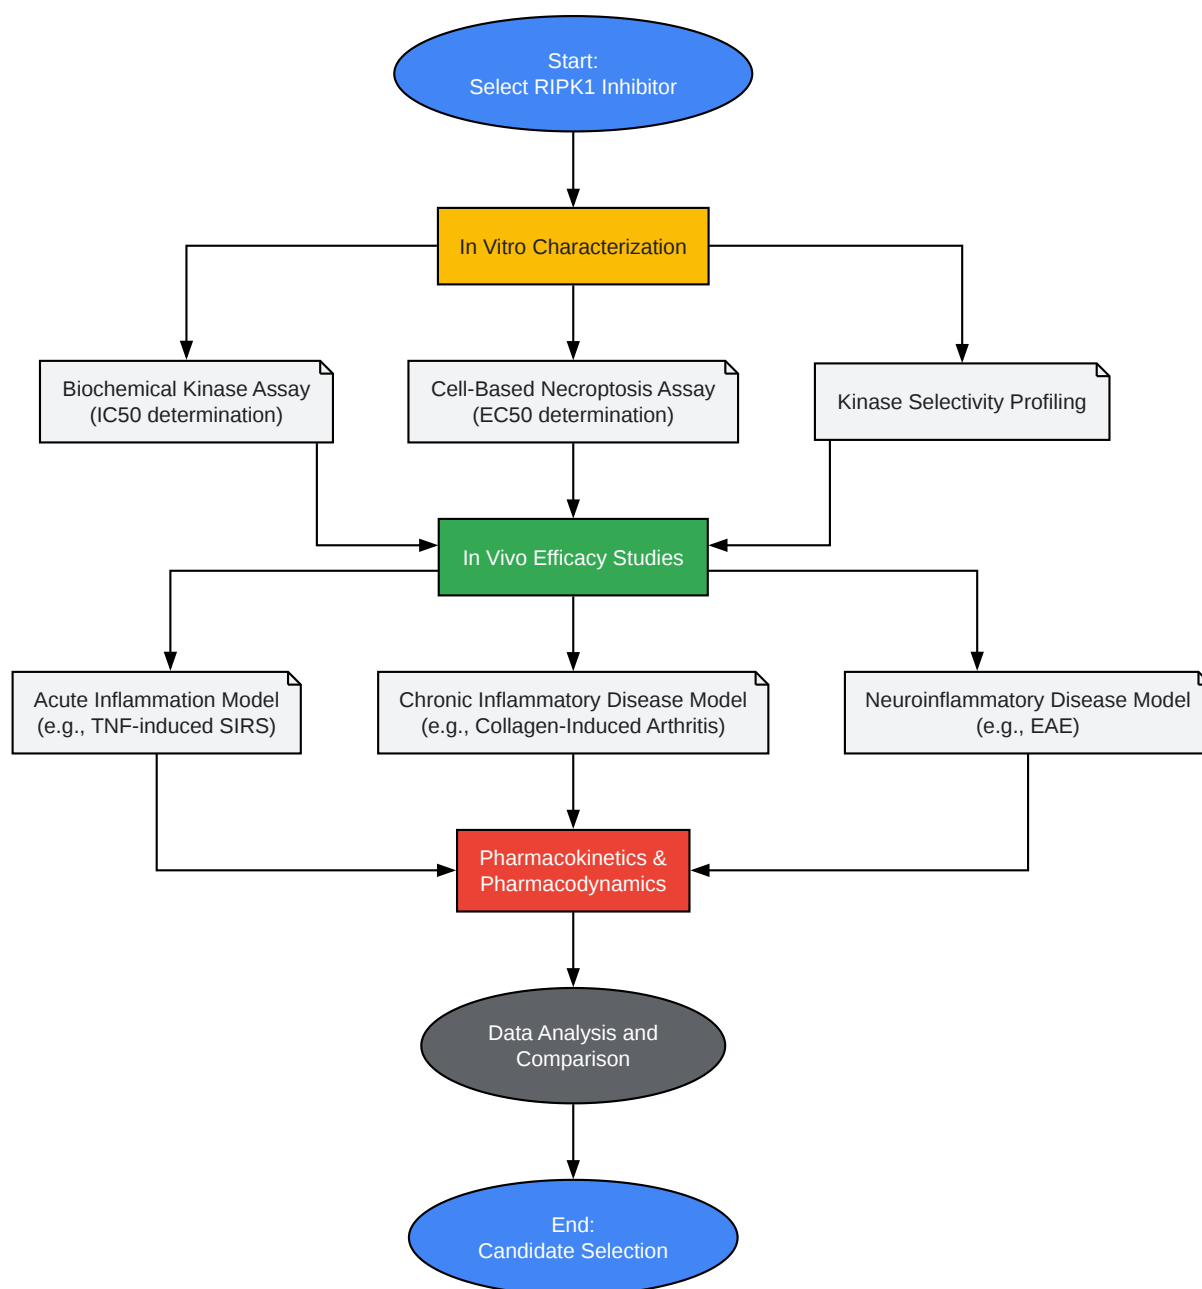 Start:
Select RIPK1 Inhibitor
In Vitro Characterization
Biochemical Kinase Assay
(IC50 determination)
Cell-Based Necroptosis Assay
(EC50 determination)
Kinase Selectivity Profiling
In Vivo Efficacy Studies
Acute Inflammation Model
(e.g., TNF-induced SIRS)
Chronic Inflammatory Disease Model
(e.g., Collagen-Induced Arthritis)
Neuroinflammatory Disease Model
(e.g., EAE)
Pharmacokinetics &
Pharmacodynamics
Data Analysis and
Comparison
End:
Candidate Selection